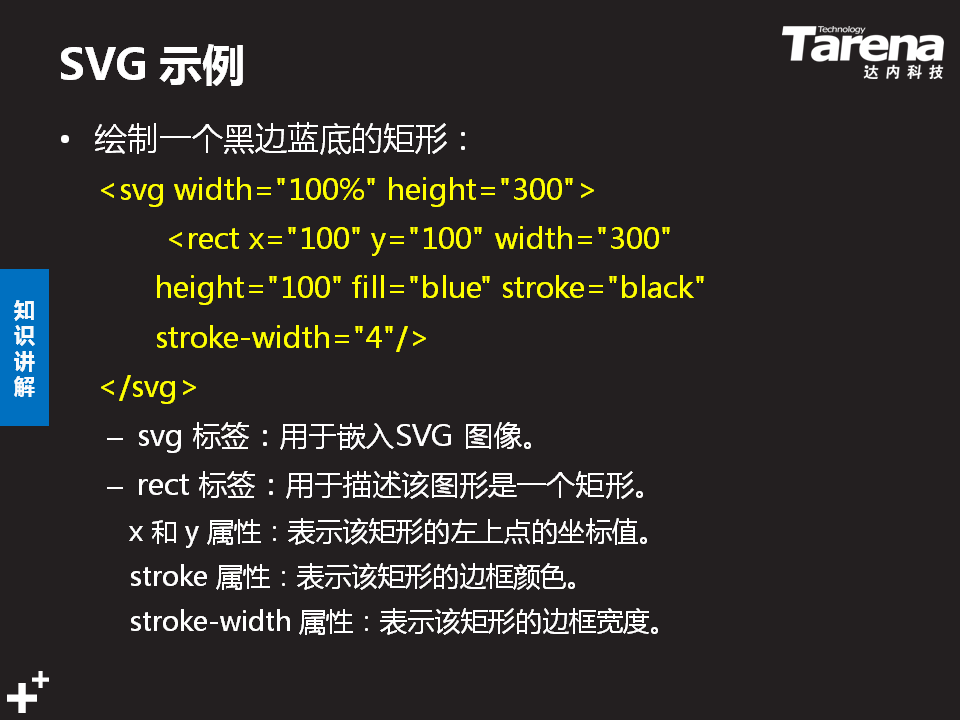 SVG 示例
Technology
Tarena
达内科技
• 绘制一个黑边蓝底的矩形：
<svg width="100%" height="300">
<rect x="100" y="100" width="300"
height="100" fill="blue" stroke="black"
stroke-width="4"/>
</svg>
– svg 标签：用于嵌入SVG 图像。
– rect 标签：用于描述该图形是一个矩形。
x 和 y 属性：表示该矩形的左上点的坐标值。
stroke 属性：表示该矩形的边框颜色。
stroke-width 属性：表示该矩形的边框宽度。
知识讲解